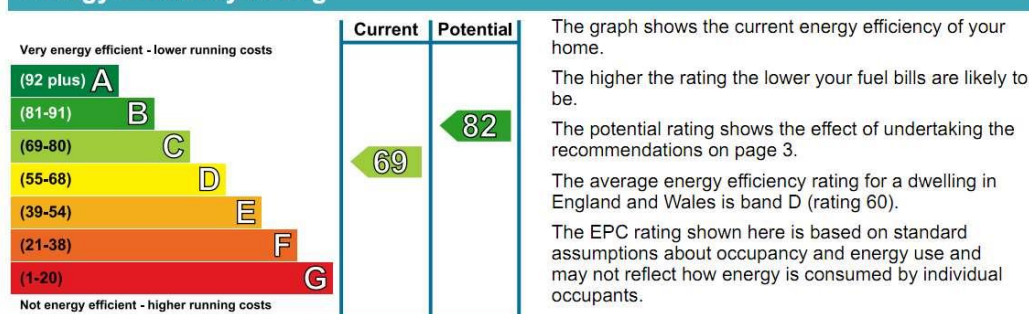 Current Potential
Very energy efficient - lower running costs
(92 plus) A
(81-91) B
(69-80) C
(55-68) D
(39-54) E
(21-38) F
(1-20) G
Not energy efficient - higher running costs
69
82
The graph shows the current energy efficiency of your
home.
The higher the rating the lower your fuel bills are likely to
be.
The potential rating shows the effect of undertaking the
recommendations on page 3.
The average energy efficiency rating for a dwelling in
England and Wales is band D (rating 60).
The EPC rating shown here is based on standard
assumptions about occupancy and energy use and
may not reflect how energy is consumed by individual
occupants.